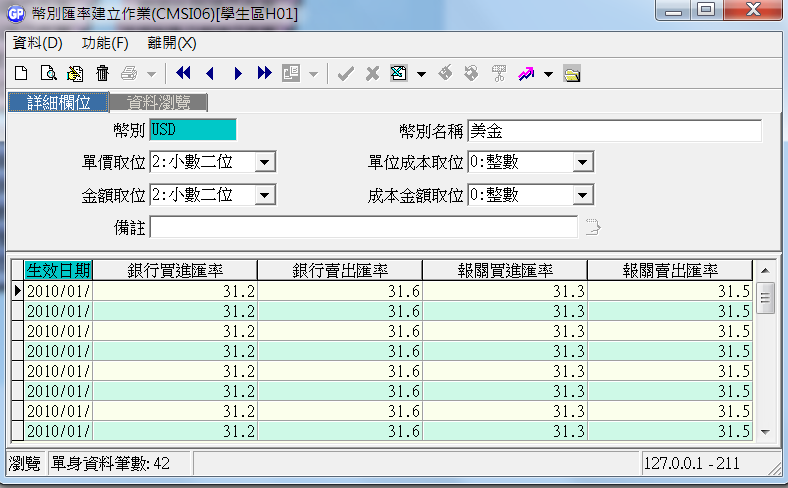 GP 幣別匯率建立作業(CMSI06)[學生區H01]
資料(D) 功能(F) 離開(X)
詳細欄位 資料瀏覽
幣別 USD 幣別名稱 美金
單價取位 2:小數二位 單位成本取位 0:整數
金額取位 2:小數二位 成本金額取位 0:整數
備註
生效日期 銀行買進匯率 銀行賣出匯率 報關買進匯率 報關賣出匯率
2010/01/ 31.2 31.6 31.3 31.5
2010/01/ 31.2 31.6 31.3 31.5
2010/01/ 31.2 31.6 31.3 31.5
2010/01/ 31.2 31.6 31.3 31.5
2010/01/ 31.2 31.6 31.3 31.5
2010/01/ 31.2 31.6 31.3 31.5
2010/01/ 31.2 31.6 31.3 31.5
2010/01/ 31.2 31.6 31.3 31.5
瀏覽 單身資料筆數: 42 127.0.0.1 - 211